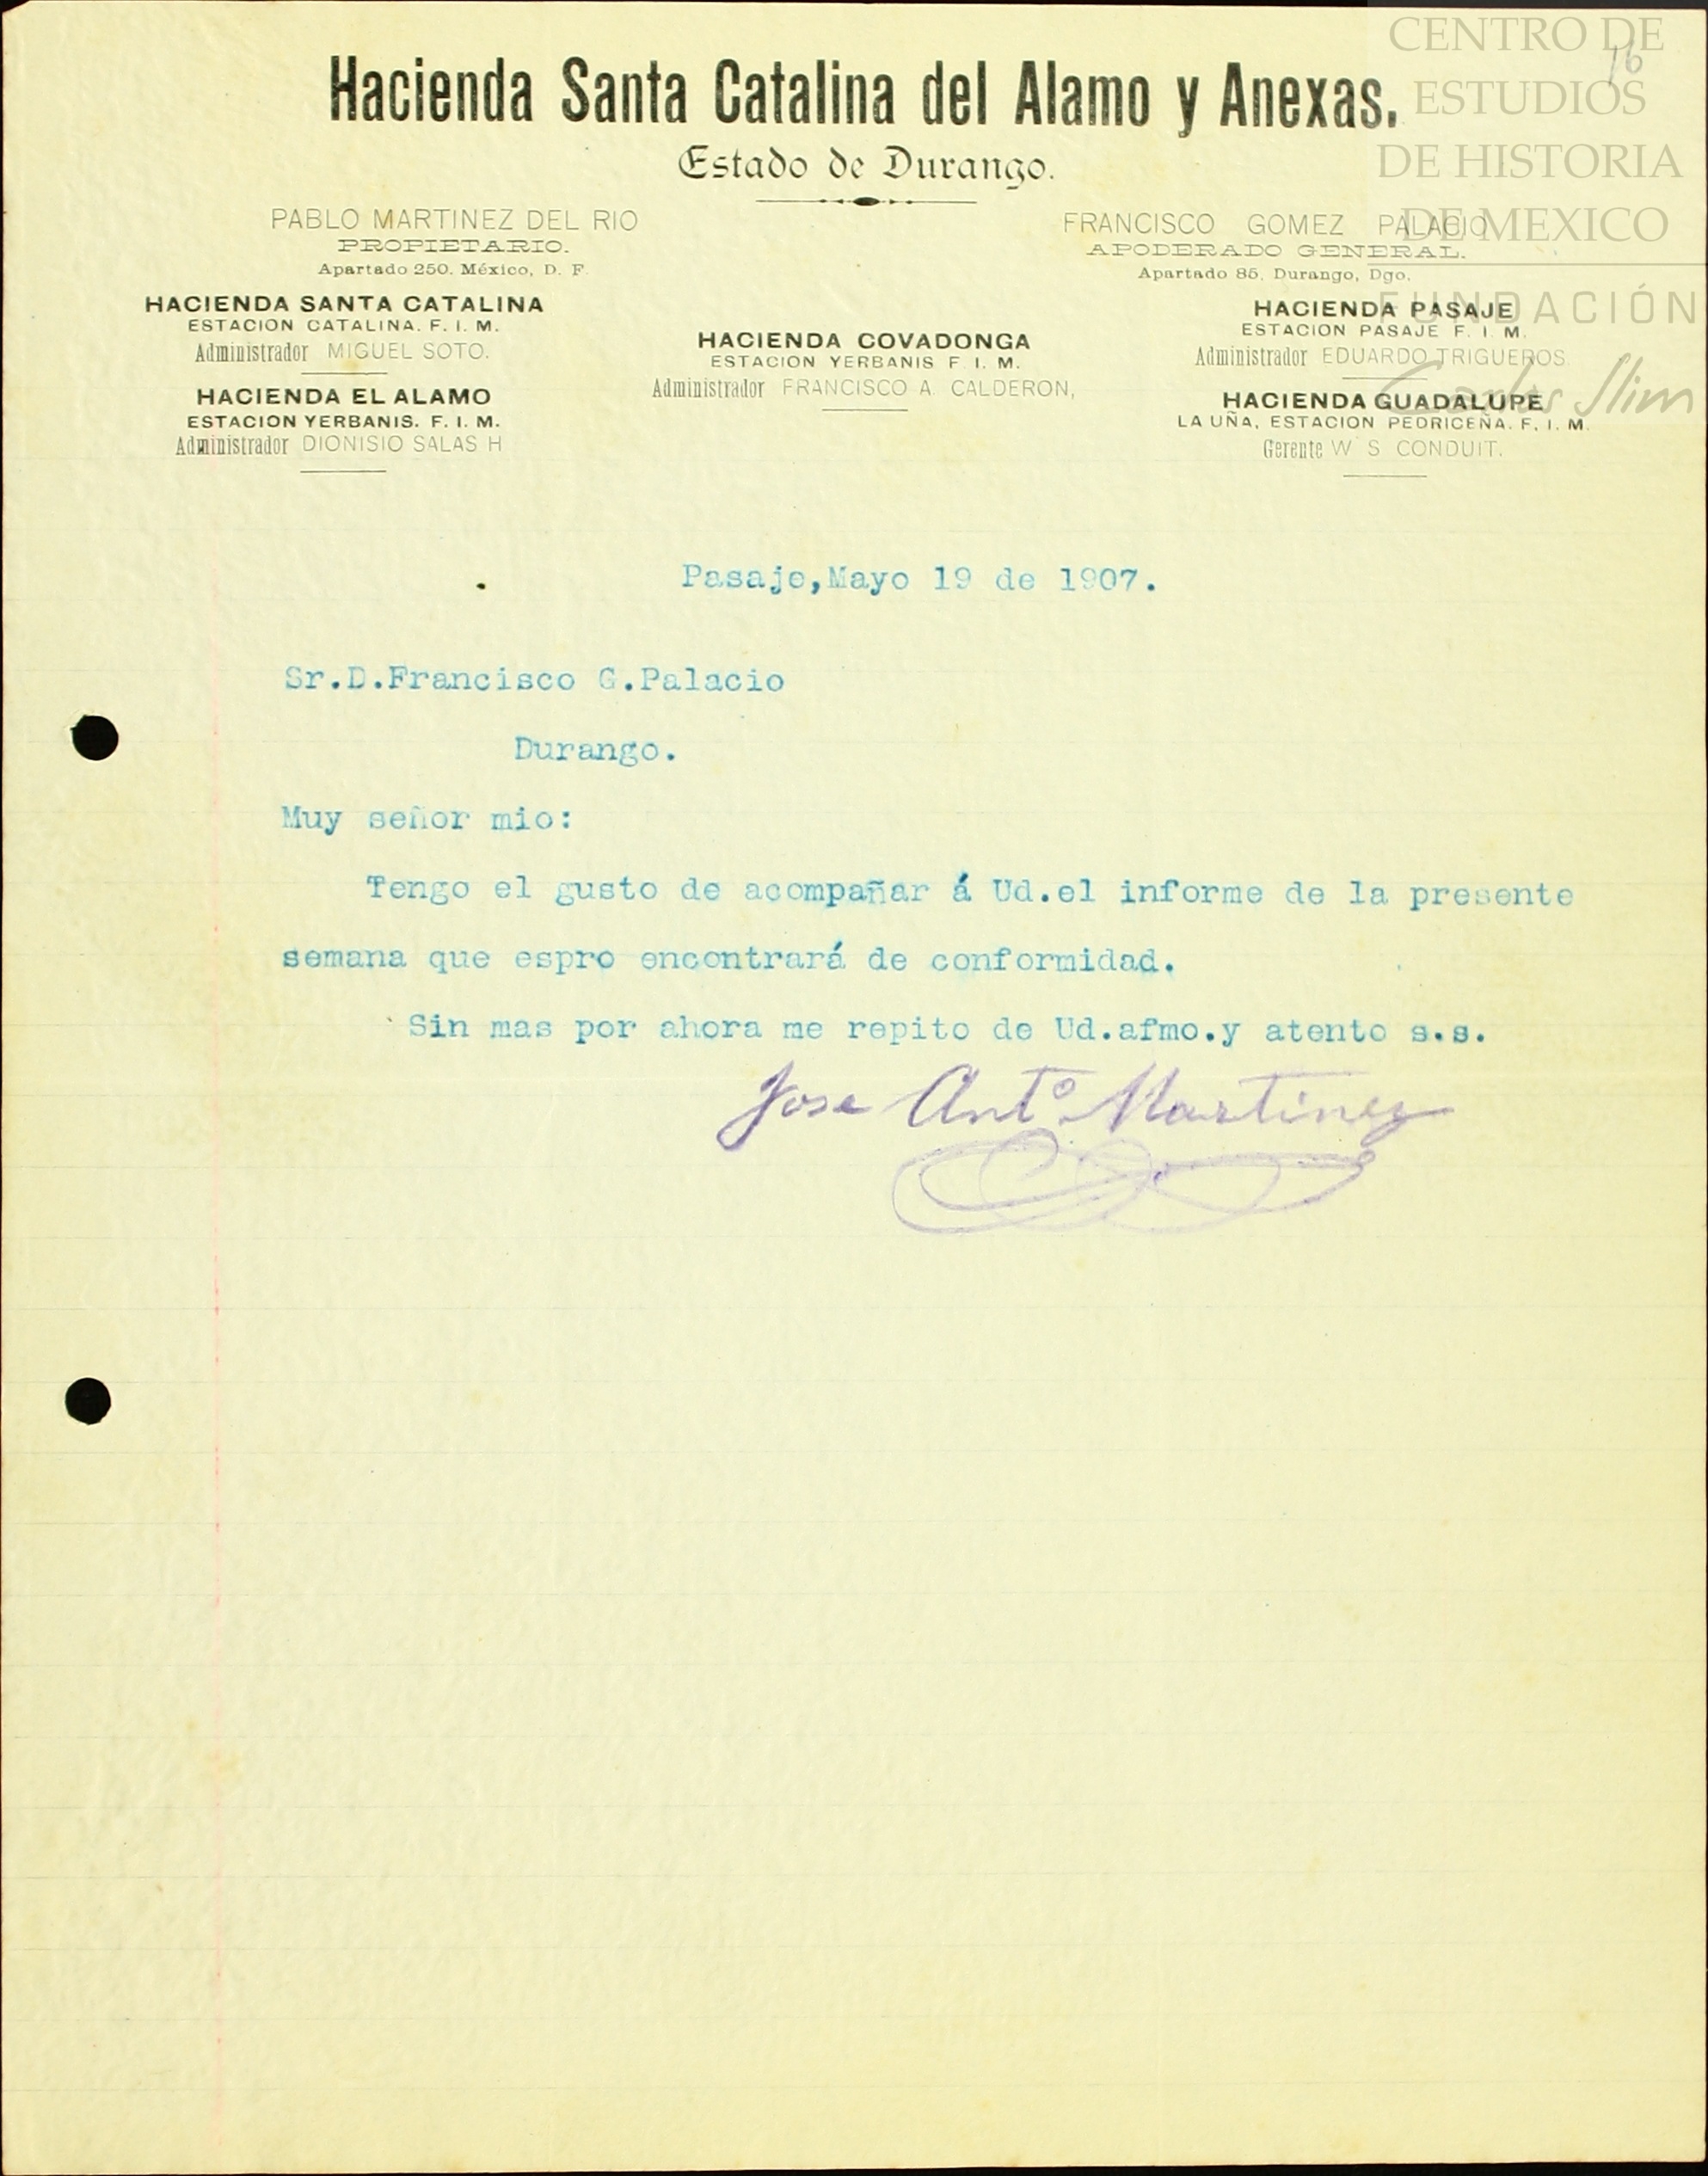 16
Hacienda Santa Catalina del Alamo y Anexas.
Estado de Durango.
PABLO MARTINEZ DEL RIO
PROPIETARIO.
Apartado 250. México, D. F.
FRANCISCO GOMEZ PALACIO
APODERADO GENERAL.
Apartado 85, Durango, Dgo.
HACIENDA SANTA CATALINA
ESTACION CATALINA. F. I. M.
Administrador MIGUEL SOTO.
HACIENDA EL ALAMO
ESTACION YERBANIS. F. I. M.
Administrador DIONISIO SALAS H
HACIENDA COVADONGA
ESTACION YERBANIS F. I. M.
Administrador FRANCISCO A. CALDERON,
HACIENDA PASAJE
ESTACION PASAJE F. I. M.
Administrador EDUARDO TRIGUEROS
HACIENDA GUADALUPE
LA UÑA, ESTACION PEDRICEÑA. F. I. M.
Gerente W S CONDUIT.
Pasaje,Mayo 19 de 1907.
Sr.D.Francisco G.Palacio
Durango.
Muy señor mio:
Tengo el gusto de acompañar á Ud.el informe de la presente
semana que espro encontrará de conformidad.
Sin mas por ahora me repito de Ud.afmo.y atento s.s.
Jose Antº Martinez
CENTRO DE
ESTUDIOS
DE HISTORIA
DE MEXICO
FUNDACIÓN
Carlos Slim